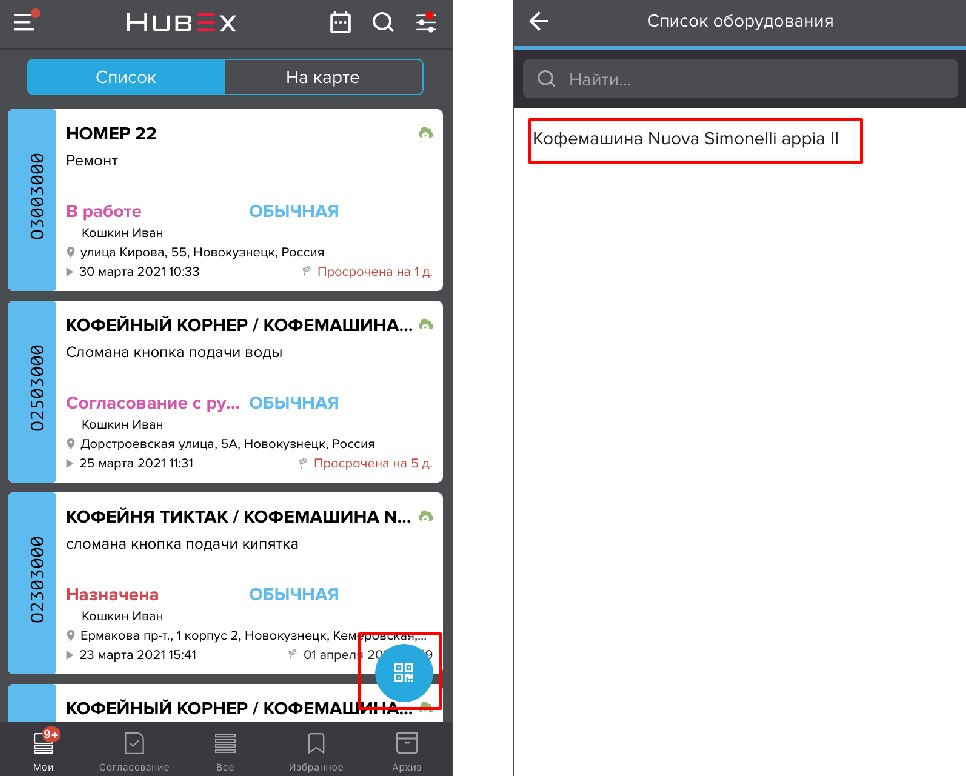 HUBEX
Список
На карте
03003000
НОМЕР 22
Ремонт
В работе
ОБЫЧНАЯ
Кошкин Иван
улица Кирова, 55, Новокузнецк, Россия
30 марта 2021 10:33
Просрочена на 1 д.
02503000
КОФЕЙНЫЙ КОРНЕР / КОФЕМАШИНА...
Сломана кнопка подачи воды
Согласование с ру...
ОБЫЧНАЯ
Кошкин Иван
Дорстроевская улица, 5А, Новокузнецк, Россия
25 марта 2021 11:31
Просрочена на 5 д.
02303000
КОФЕЙНЯ ТИКТАК / КОФЕМАШИНА N...
сломана кнопка подачи кипятка
Назначена
ОБЫЧНАЯ
Кошкин Иван
Ермакова пр-т., 1 корпус 2, Новокузнецк, Кемеровская,...
23 марта 2021 15:41
01 апреля
КОФЕЙНЫЙ КОРНЕР / КОФЕМАШИНА...
9+
Мои
Согласование
Все
Избранное
Архив
Список оборудования
Найти...
Кофемашина Nuova Simonelli appia II